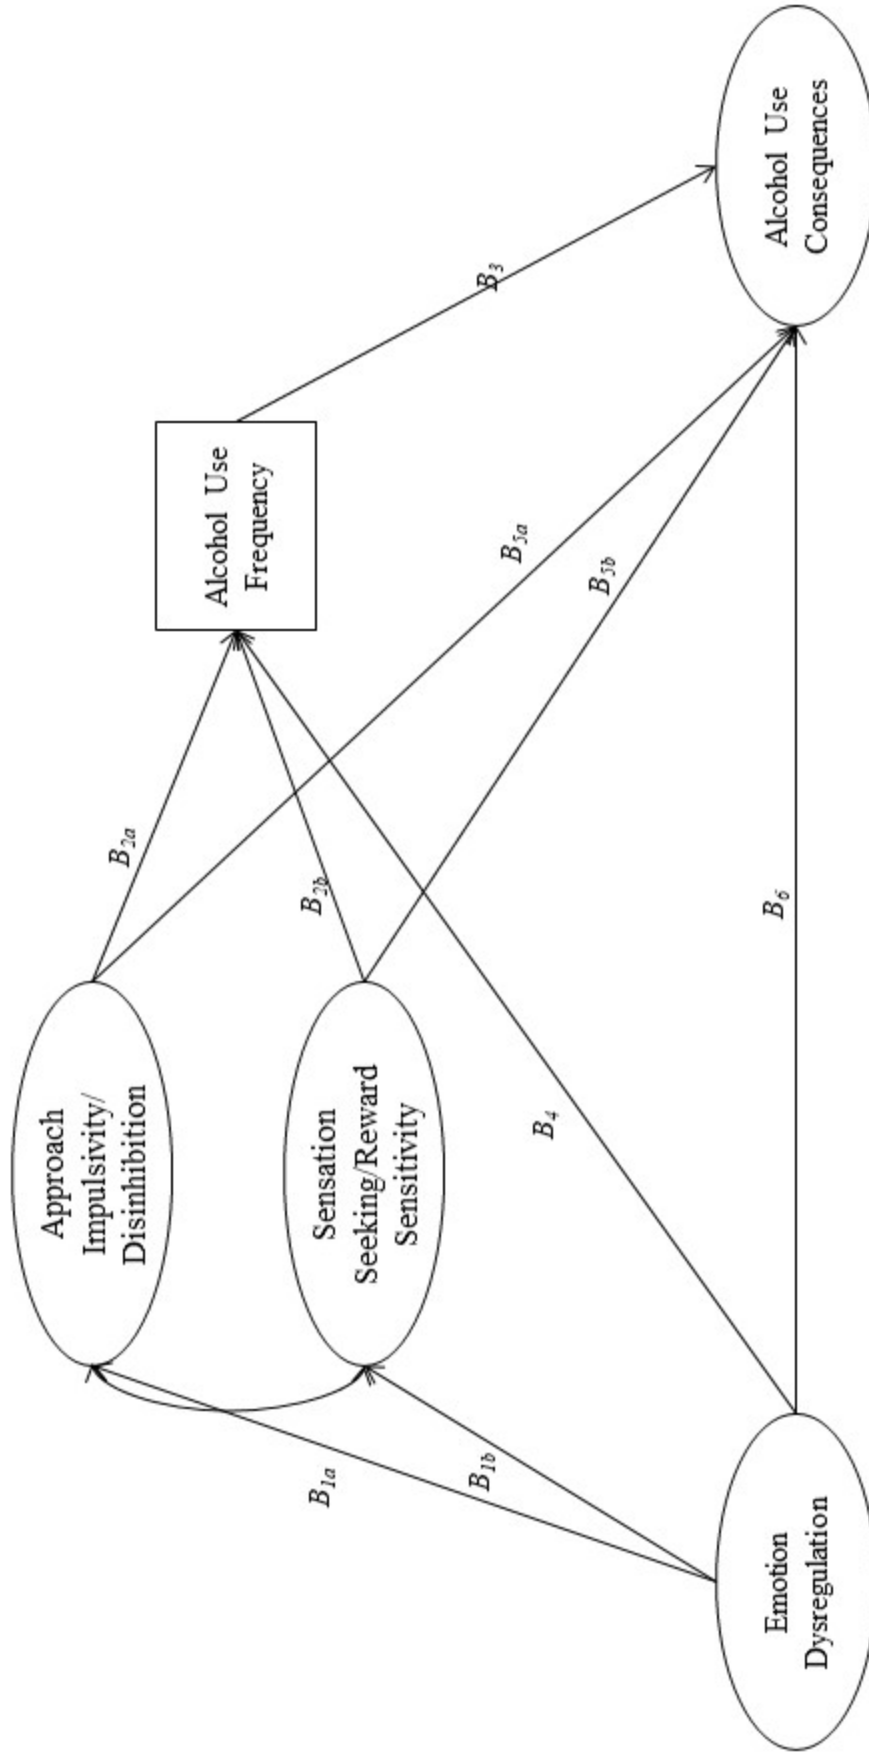 Approach
Impulsivity/
Disinhibition
Sensation
Seeking/Reward
Sensitivity
Alcohol Use
Frequency
Emotion
Dysregulation
Alcohol Use
Consequences
B1a
B1b
B2a
B2b
B3
B4
B5a
B5b
B6